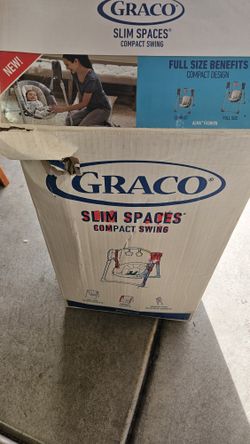 GRACO®
SLIM SPACES®
COMPACT SWING
NEW!
FULL SIZE BENEFITS
COMPACT DESIGN
GRACO®
SLIM SPACES®
COMPACT SWING